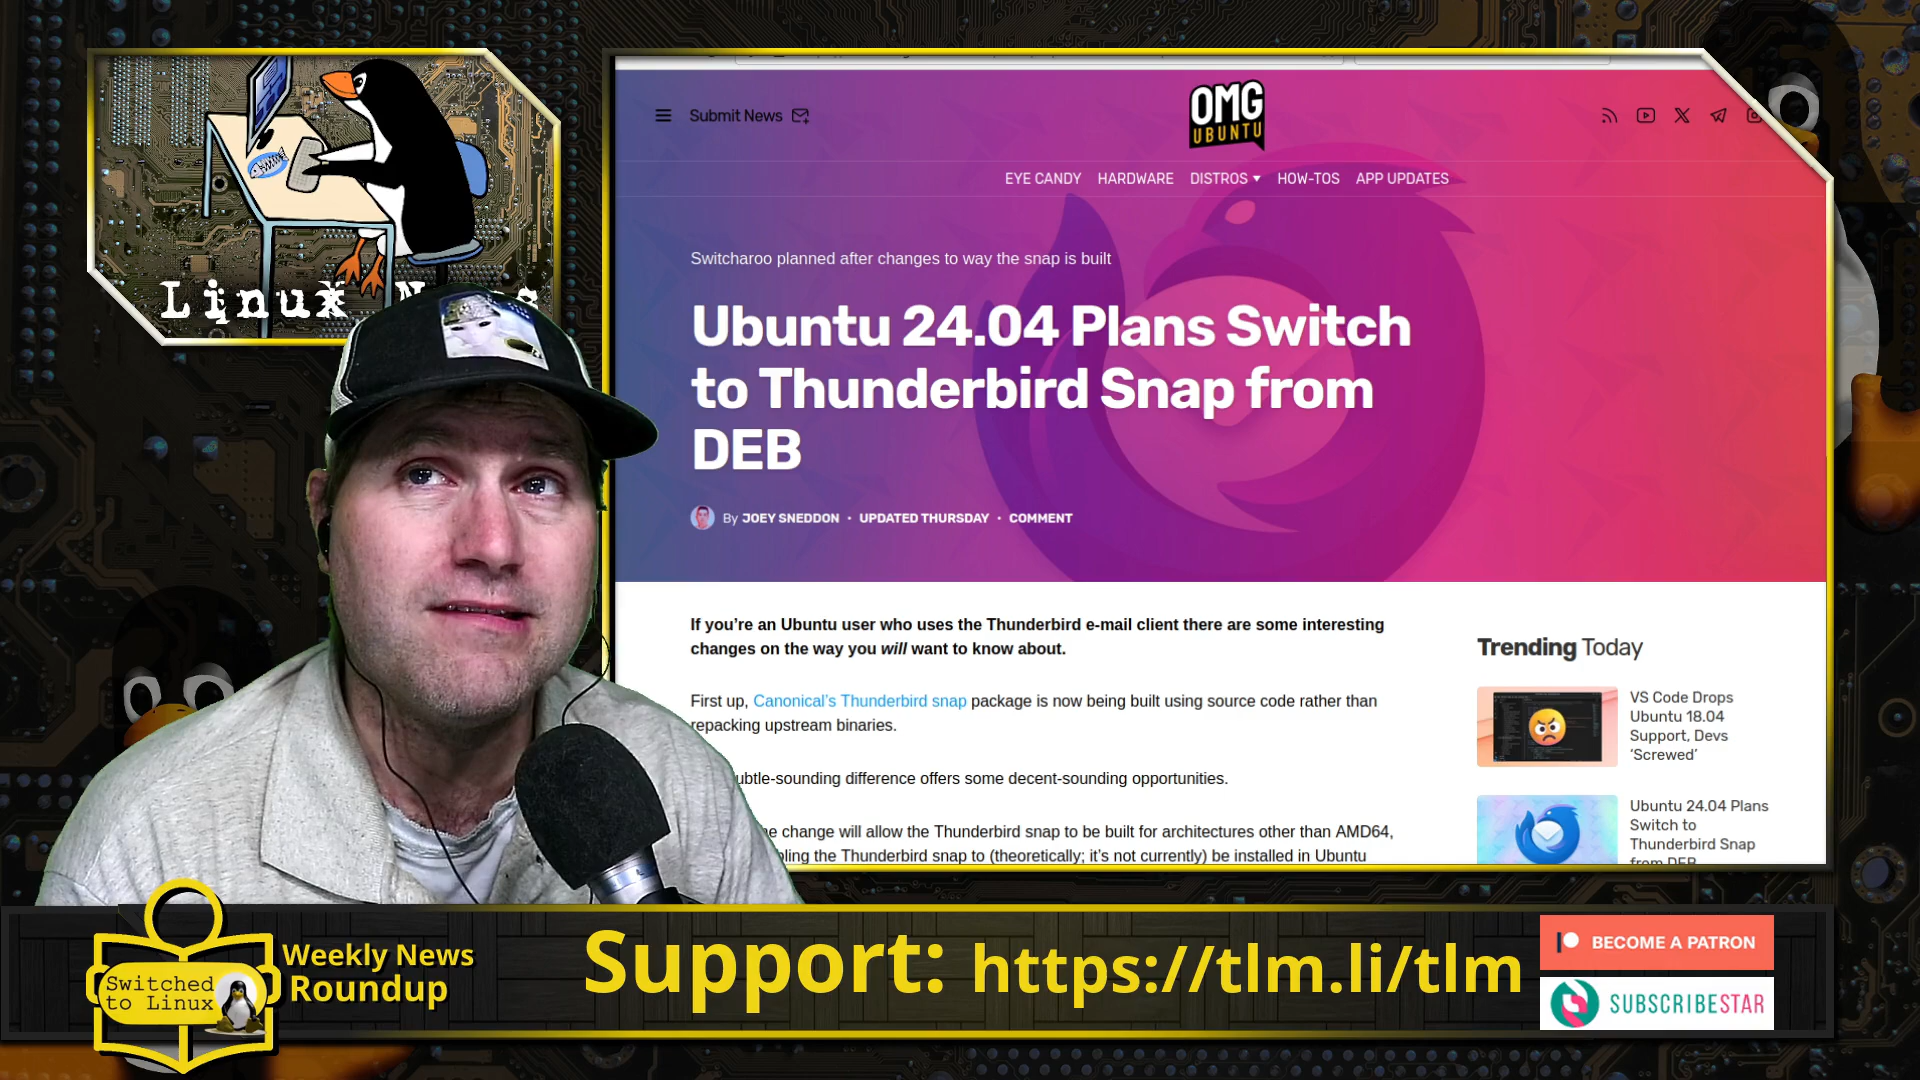 Linux
Submit News
OMG
UBUNTU
EYE CANDY HARDWARE DISTROS HOW-TOS APP UPDATES
Switcharoo planned after changes to way the snap is built
Ubuntu 24.04 Plans Switch
to Thunderbird Snap from
DEB
By JOEY SNEDDON • UPDATED THURSDAY • COMMENT
If you’re an Ubuntu user who uses the Thunderbird e-mail client there are some interesting
changes on the way you will want to know about.
First up, Canonical’s Thunderbird snap package is now being built using source code rather than
repacking upstream binaries.
ubtle-sounding difference offers some decent-sounding opportunities.
change will allow the Thunderbird snap to be built for architectures other than AMD64,
the Thunderbird snap to (theoretically; it’s not currently) be installed in Ubuntu
Trending Today
VS Code Drops
Ubuntu 18.04
Support, Devs
‘Screwed’
Ubuntu 24.04 Plans
Switch to
Thunderbird Snap
from DEB
Switched
to Linux
Weekly News
Roundup
Support: https://tlm.li/tlm
BECOME A PATRON
SUBSCRIBESTAR